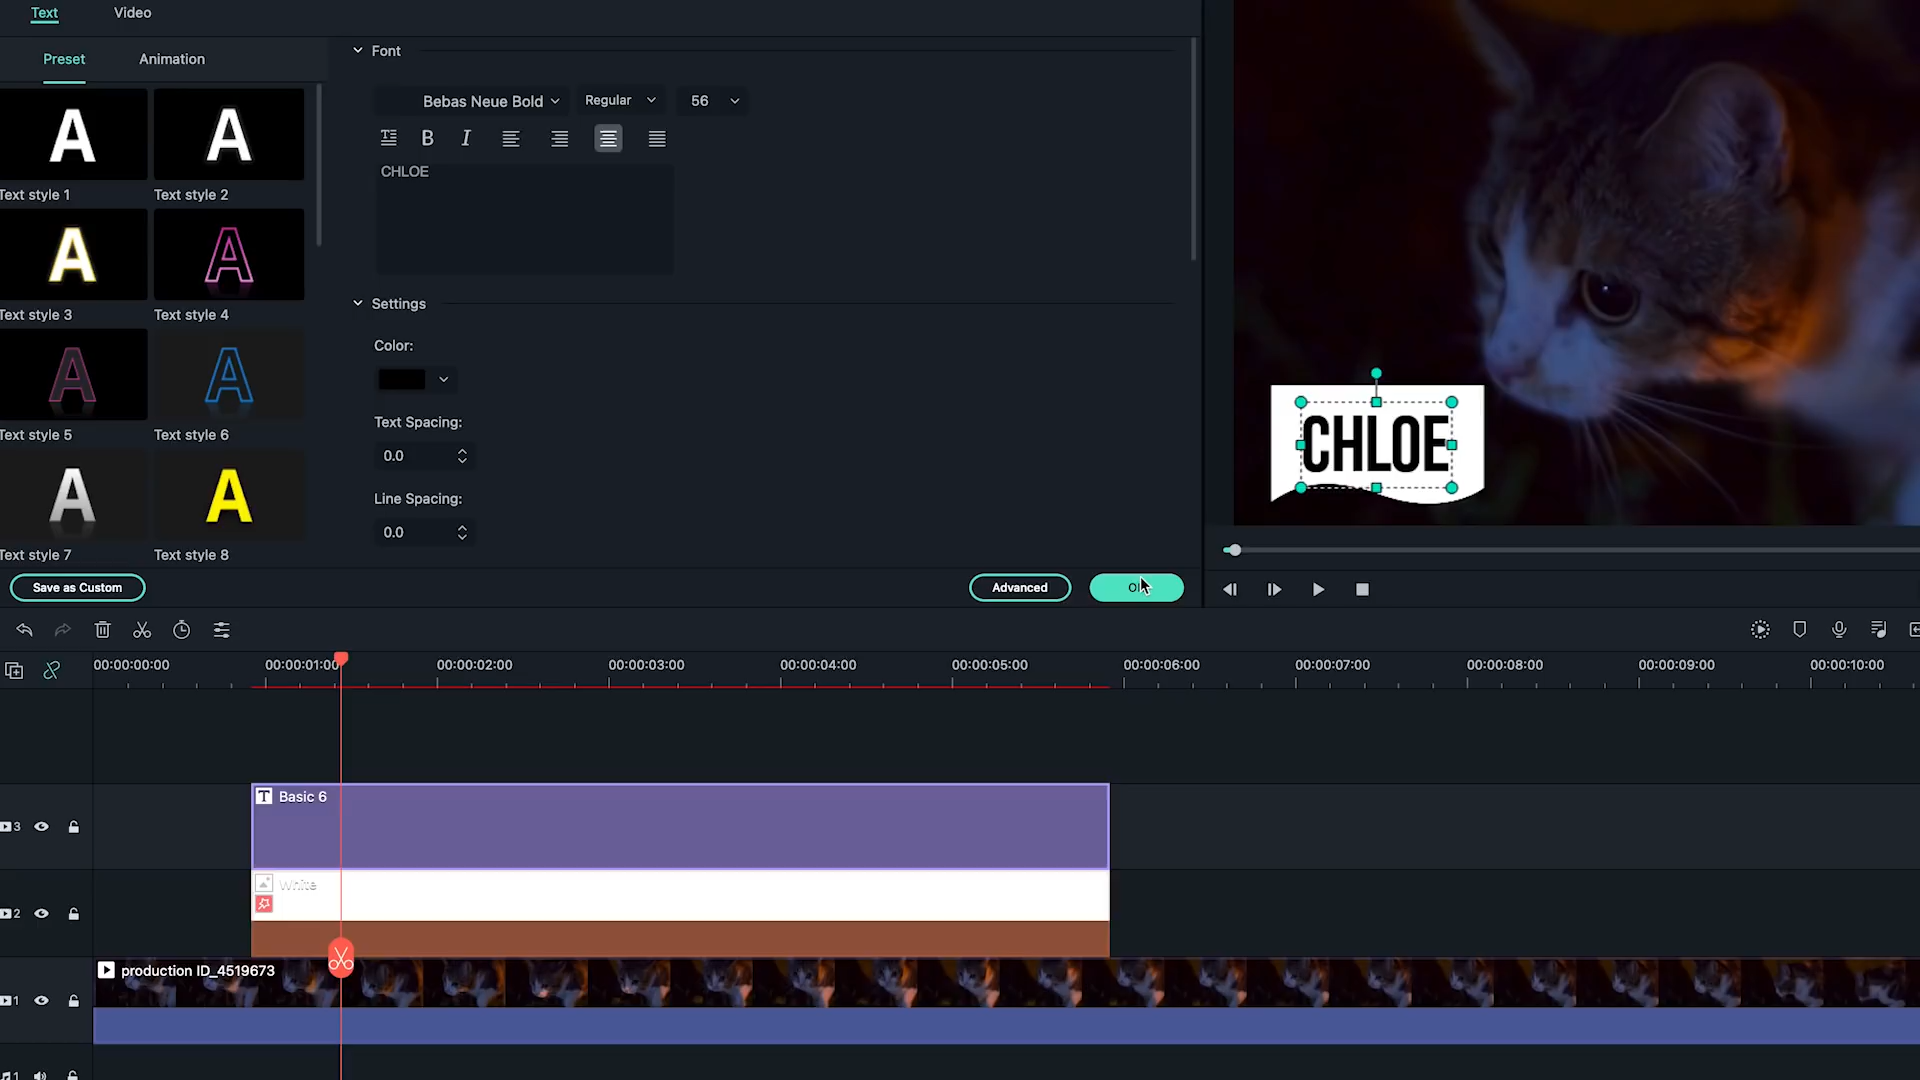 Text Video
Preset Animation
Font
Bebas Neue Bold Regular 56
B I
CHLOE
A A
Text style 1 Text style 2
A A
Text style 3 Text style 4
A A
Text style 5 Text style 6
A A
Text style 7 Text style 8
Settings
Color:
Text Spacing:
0.0
Line Spacing:
0.0
CHLOE
Save as Custom Advanced
00:00:00:00 00:00:01:00 00:00:02:00 00:00:03:00 00:00:04:00 00:00:05:00 00:00:06:00 00:00:07:00 00:00:08:00 00:00:09:00 00:00:10:00
3 T Basic 6
2 White
1 production ID_4519673
1